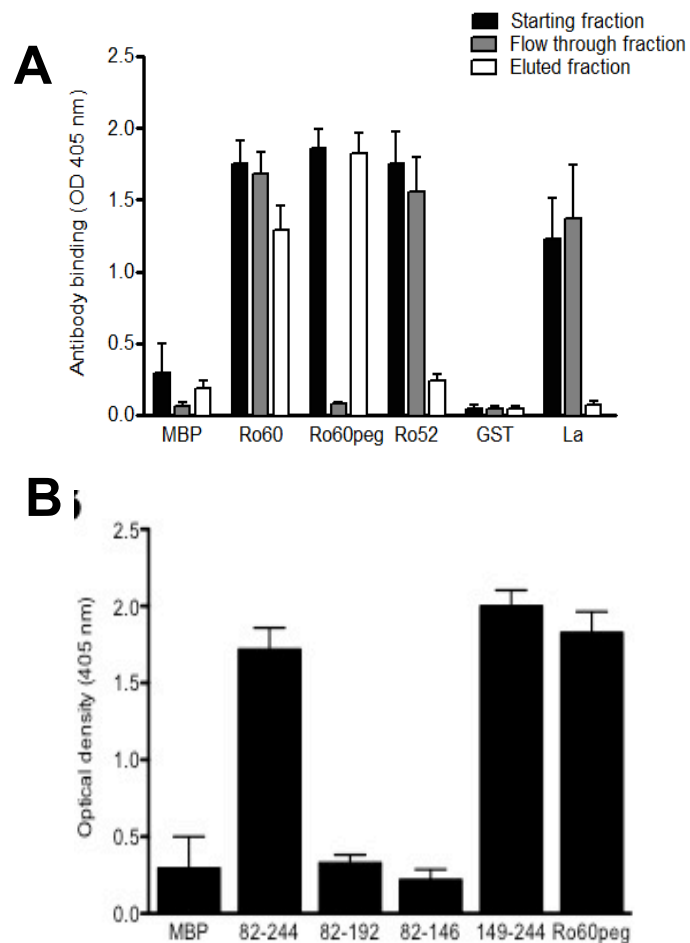 A
Starting fraction
Flow through fraction
Eluted fraction
Antibody binding (OD 405 nm)
2.5
2.0
1.5
1.0
0.5
0.0
MBP Ro60 Ro60peg Ro52 GST La
B
Optical density (405 nm)
2.5
2.0
1.5
1.0
0.5
0.0
MBP 82-244 82-192 82-146 149-244 Ro60peg